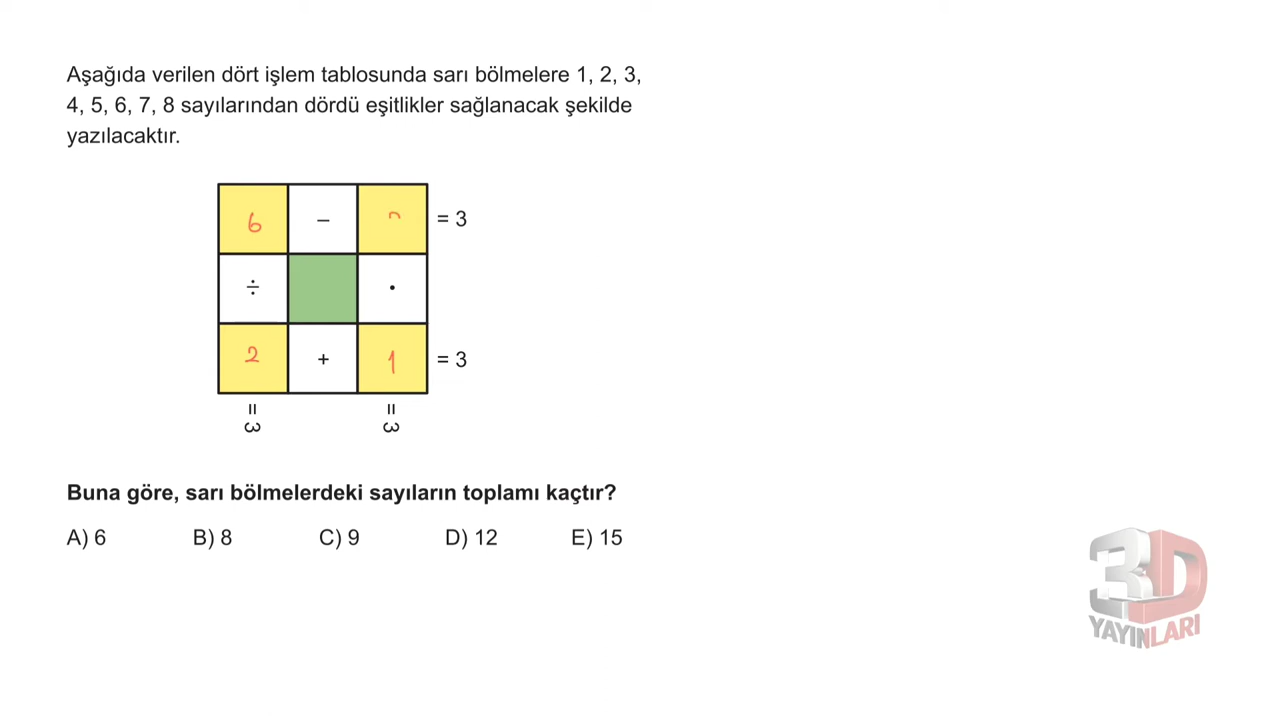 Aşağıda verilen dört işlem tablosunda sarı bölmelere 1, 2, 3,
4, 5, 6, 7, 8 sayılarından dördü eşitlikler sağlanacak şekilde
yazılacaktır.
6 – = 3
÷ •
2 + 1 = 3
= 3 = 3
Buna göre, sarı bölmelerdeki sayıların toplamı kaçtır?
A) 6 B) 8 C) 9 D) 12 E) 15
3D
YAYINLARI